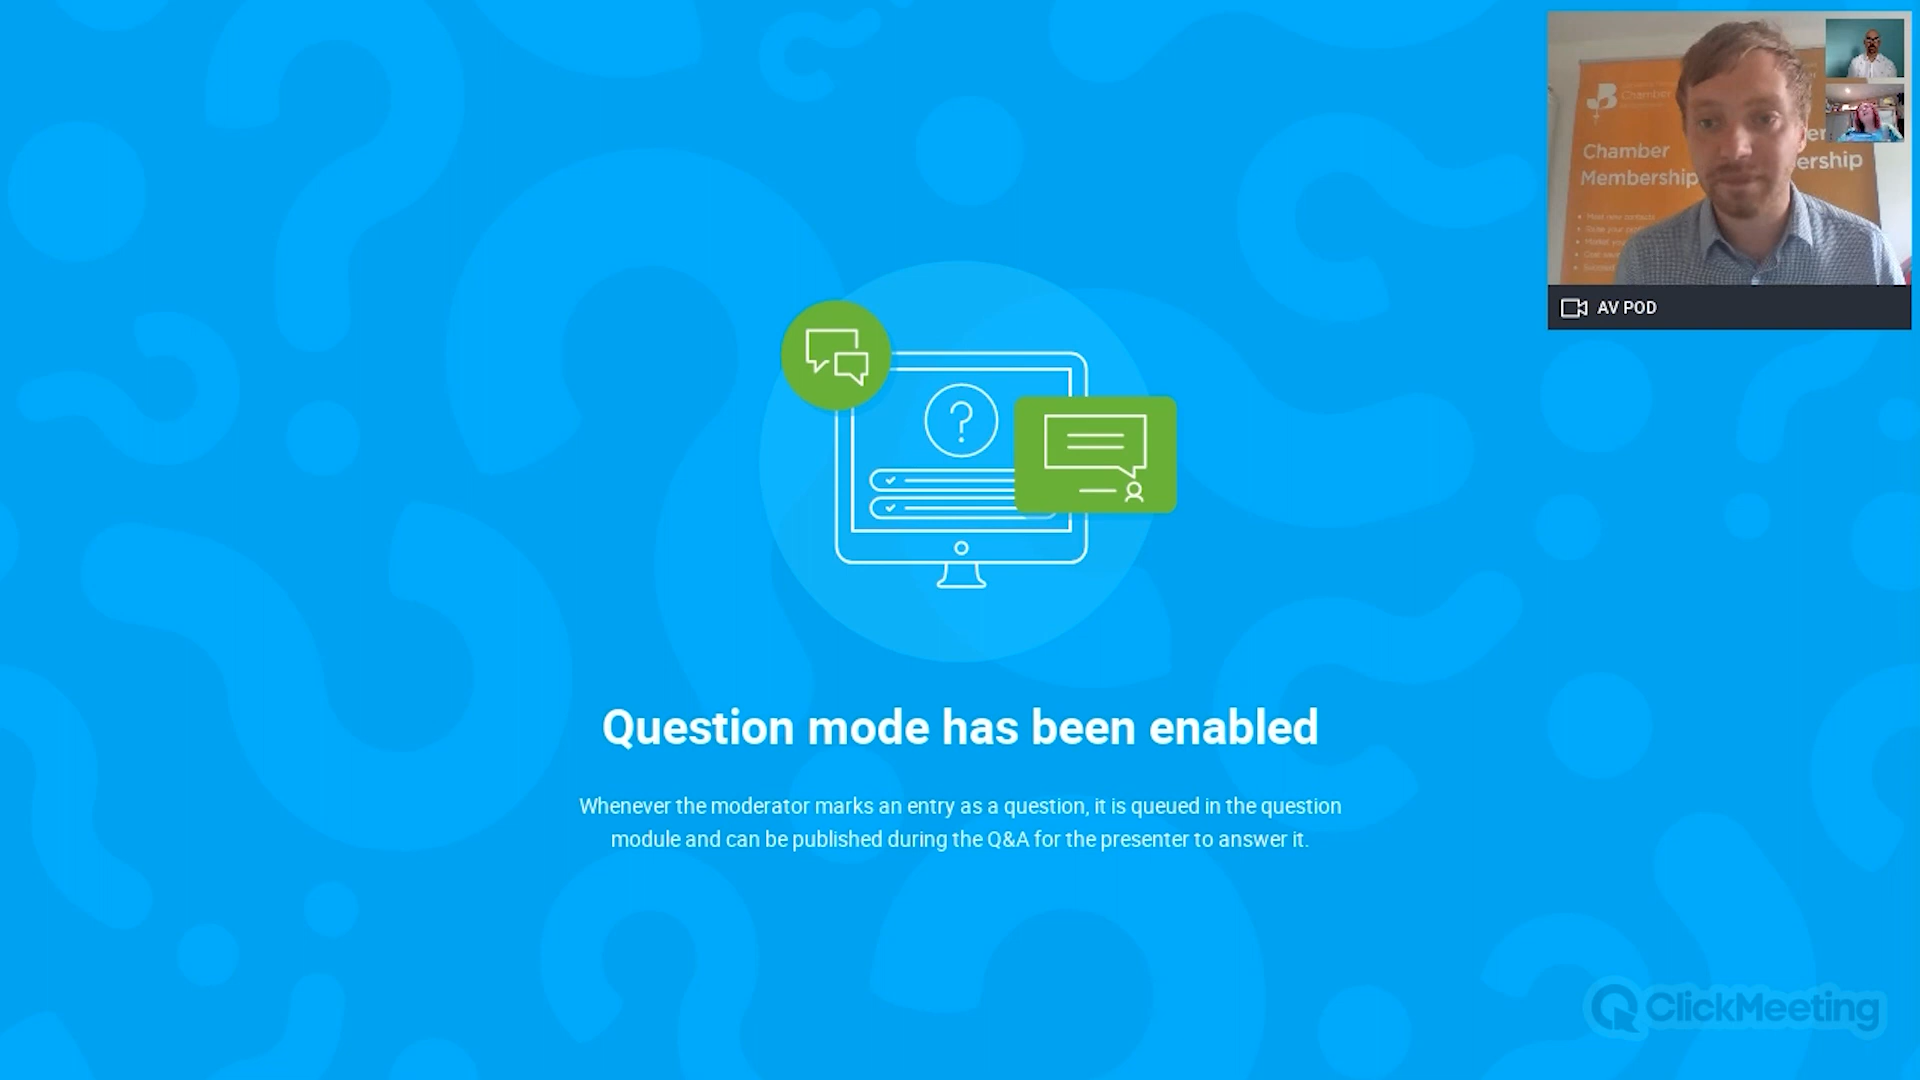 Chamber
Chamber
Membership
ership
AV POD
?
Question mode has been enabled
Whenever the moderator marks an entry as a question, it is queued in the question
module and can be published during the Q&A for the presenter to answer it.
ClickMeeting